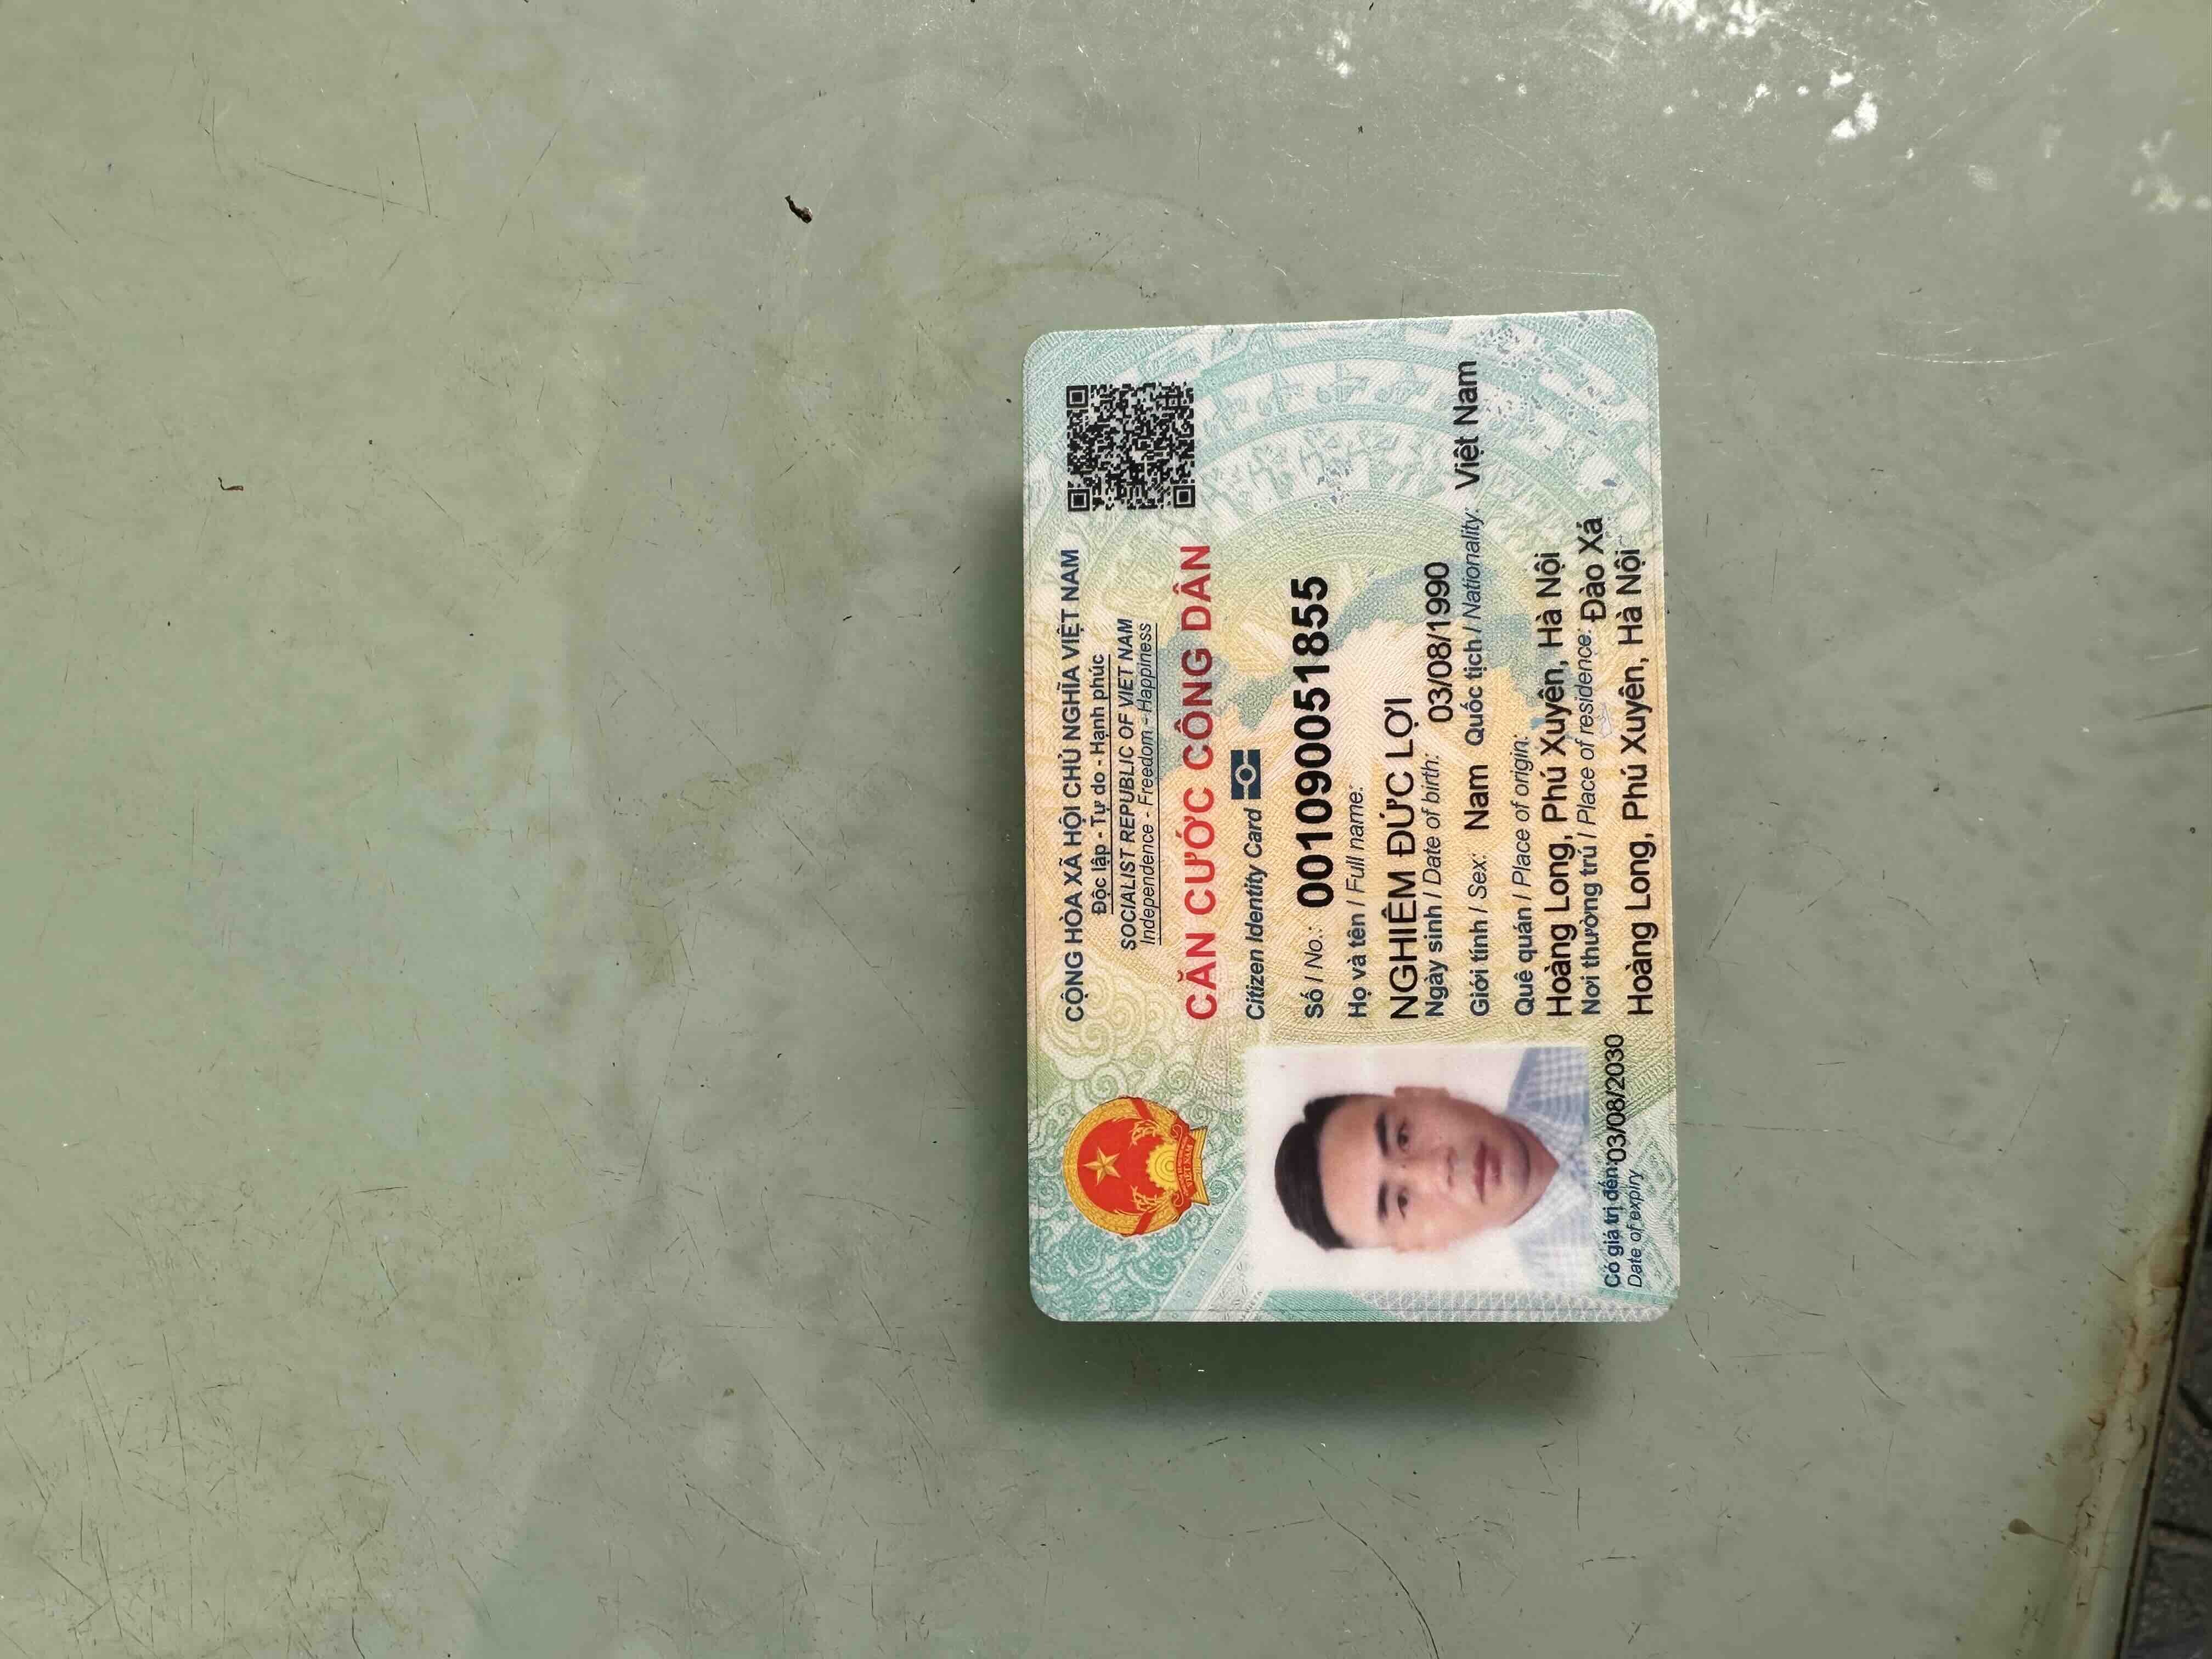 CỘNG HÒA XÃ HỘI CHỦ NGHĨA VIỆT NAM
Độc lập - Tự do - Hạnh phúc
SOCIALIST REPUBLIC OF VIET NAM
Independence - Freedom - Happiness
CĂN CƯỚC CÔNG DÂN
Citizen Identity Card
Số / No.: 001090051855
Họ và tên / Full name:
NGHIÊM ĐỨC LỢI
Ngày sinh / Date of birth: 03/08/1990
Giới tính / Sex: Nam Quốc tịch / Nationality: Việt Nam
Quê quán / Place of origin:
Hoàng Long, Phú Xuyên, Hà Nội
Nơi thường trú / Place of residence: Đào Xá
Hoàng Long, Phú Xuyên, Hà Nội
Có giá trị đến: 03/08/2030
Date of expiry